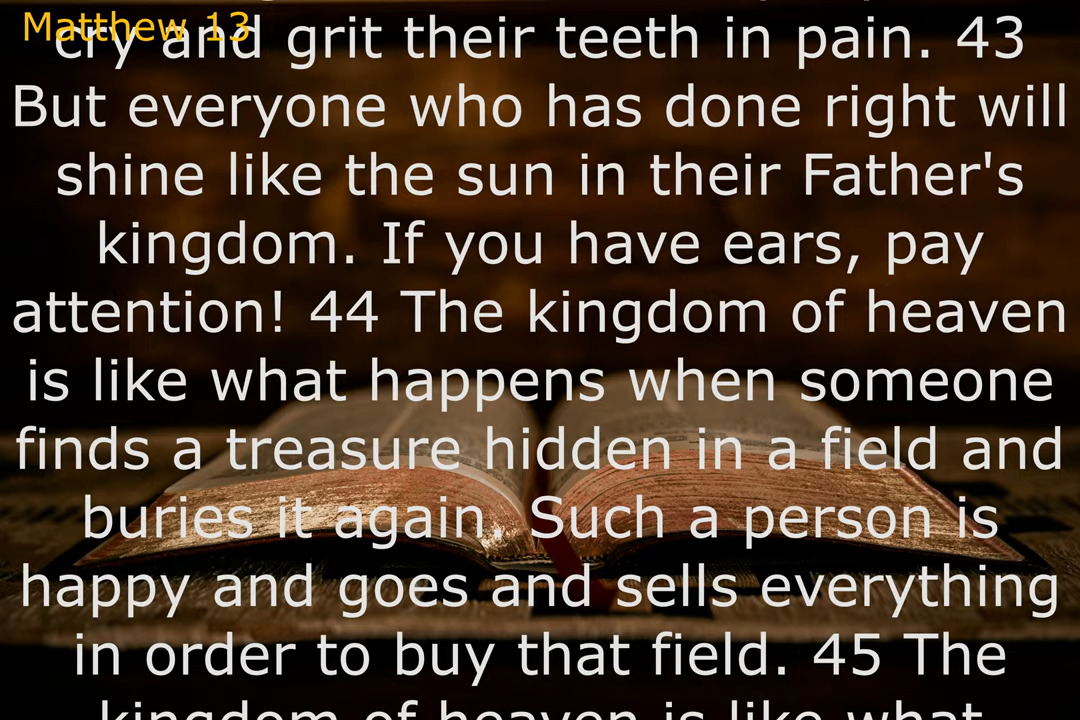 Matthew 13
cry and grit their teeth in pain. 43
But everyone who has done right will
shine like the sun in their Father's
kingdom. If you have ears, pay
attention! 44 The kingdom of heaven
is like what happens when someone
finds a treasure hidden in a field and
buries it again. Such a person is
happy and goes and sells everything
in order to buy that field. 45 The
kingdom of heaven is like what